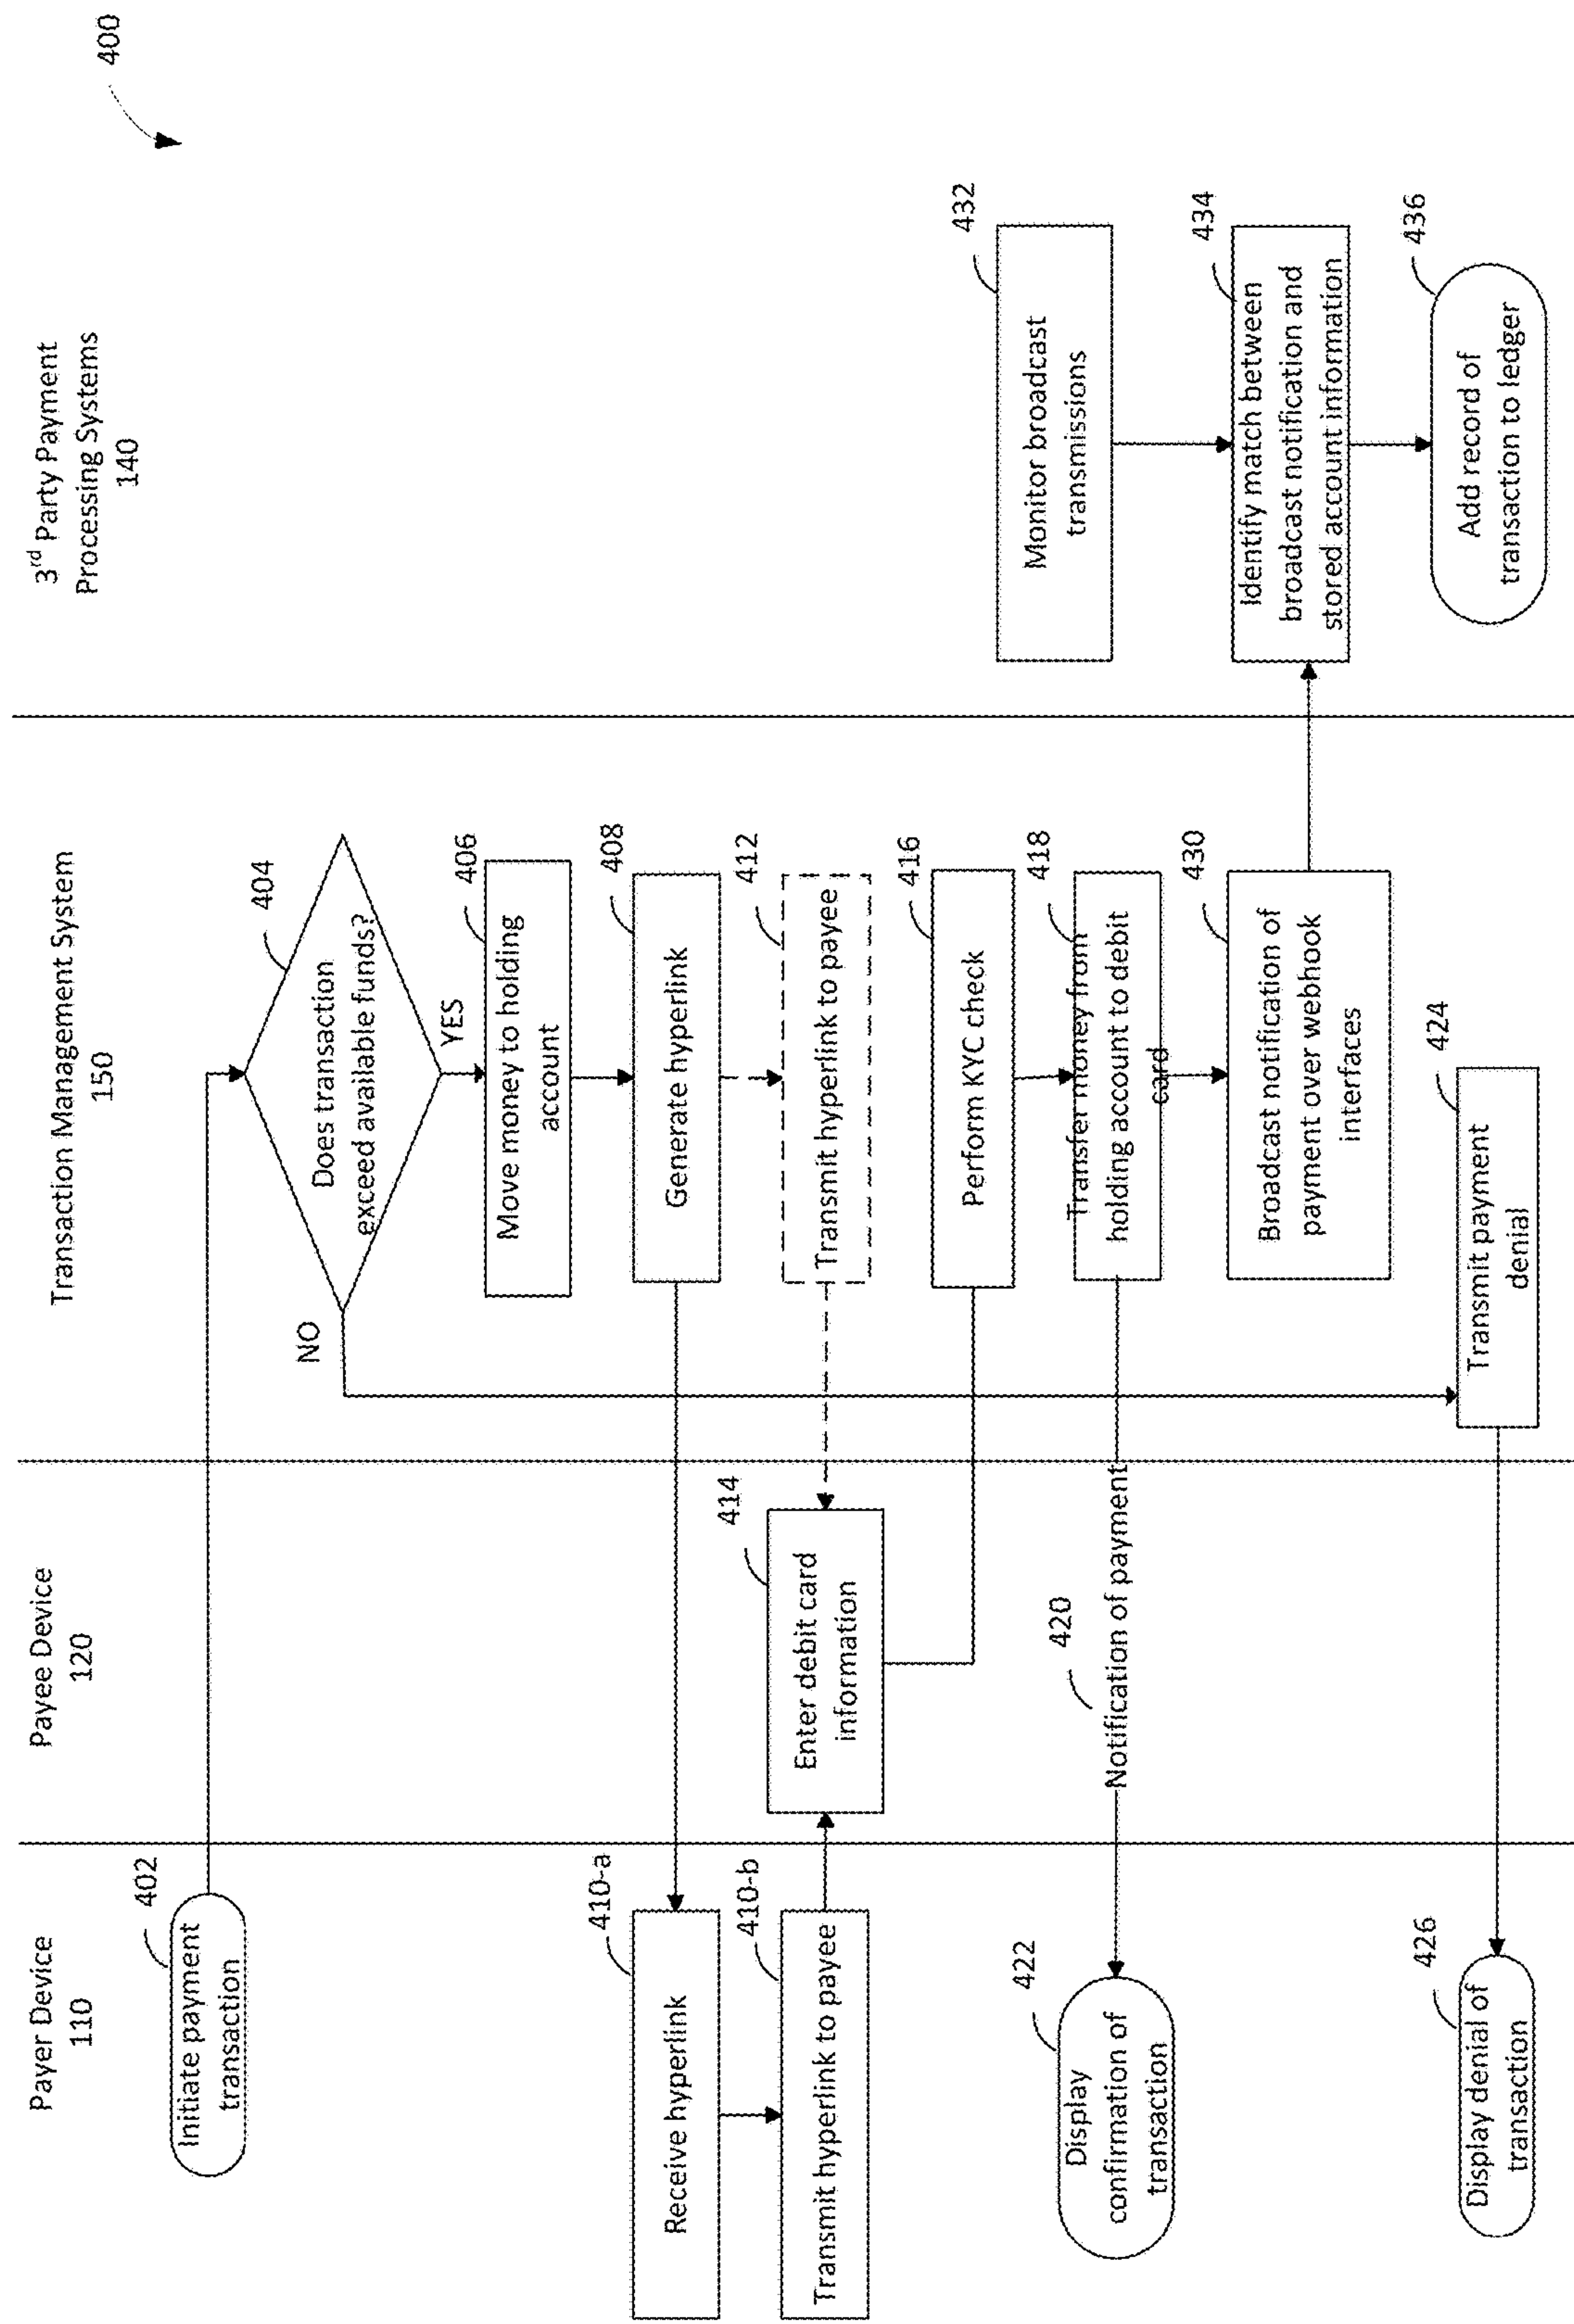 400
Payer Device
110
Payee Device
120
Transaction Management System
150
3rd Party Payment
Processing Systems
140
402
Initiate payment
transaction
404
Does transaction
exceed available funds?
YES
NO
406
Move money to holding
account
408
Generate hyperlink
410-a
Receive hyperlink
410-b
Transmit hyperlink to payee
412
Transmit hyperlink to payee
414
Enter debit card
information
416
Perform KYC check
418
Transfer money from
holding account to debit
card
420
Notification of payment
422
Display
confirmation of
transaction
430
Broadcast notification of
payment over webhook
interfaces
432
Monitor broadcast
transmissions
434
Identify match between
broadcast notification and
stored account information
436
Add record of
transaction to ledger
424
Transmit payment
denial
426
Display denial of
transaction